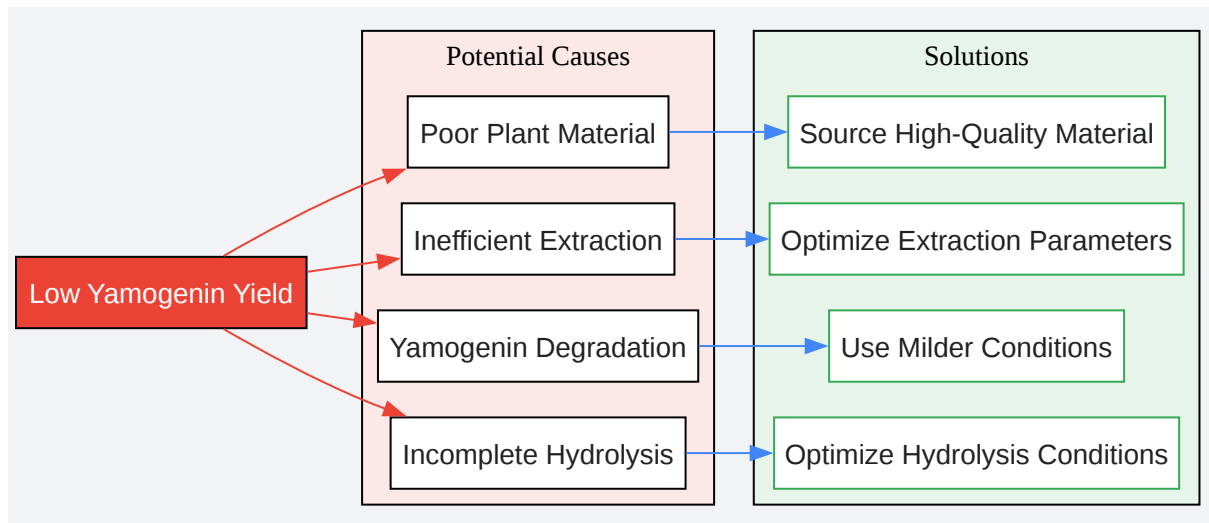 Potential Causes
Solutions
Poor Plant Material
Source High-Quality Material
Inefficient Extraction
Optimize Extraction Parameters
Low Yamogenin Yield
Yamogenin Degradation
Use Milder Conditions
Incomplete Hydrolysis
Optimize Hydrolysis Conditions